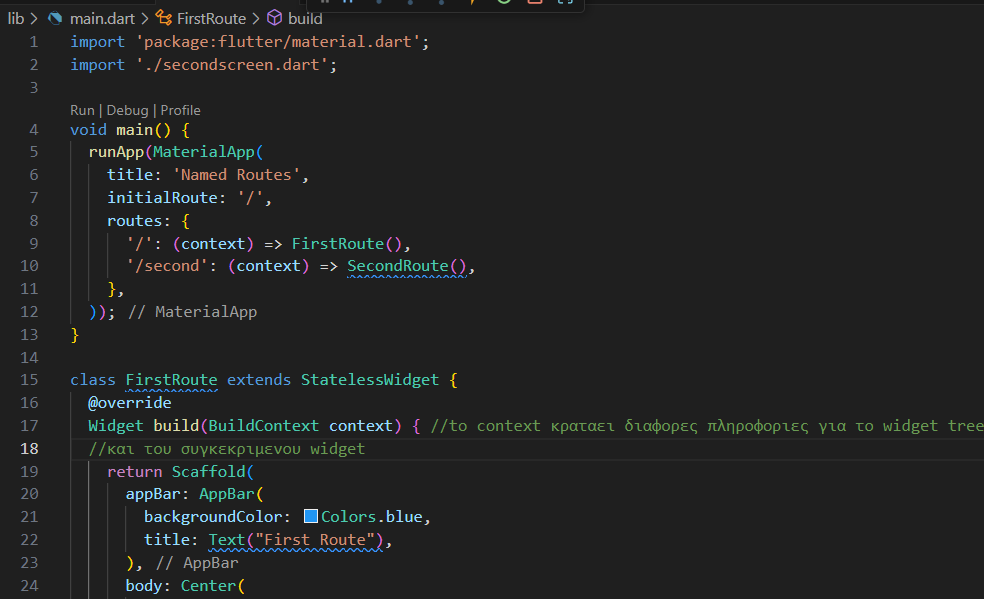 lib > main.dart > FirstRoute > build
1 import 'package:flutter/material.dart';
2 import './secondscreen.dart';
3
Run | Debug | Profile
4 void main() {
5 runApp(MaterialApp(
6 title: 'Named Routes',
7 initialRoute: '/',
8 routes: {
9 '/': (context) => FirstRoute(),
10 '/second': (context) => SecondRoute(),
11 },
12 )); // MaterialApp
13 }
14
15 class FirstRoute extends StatelessWidget {
16 @override
17 Widget build(BuildContext context) { //το context κραταει διαφορες πληροφοριες για το widget tree
18 //και του συγκεκριμενου widget
19 return Scaffold(
20 appBar: AppBar(
21 backgroundColor: Colors.blue,
22 title: Text("First Route"),
23 ), // AppBar
24 body: Center(